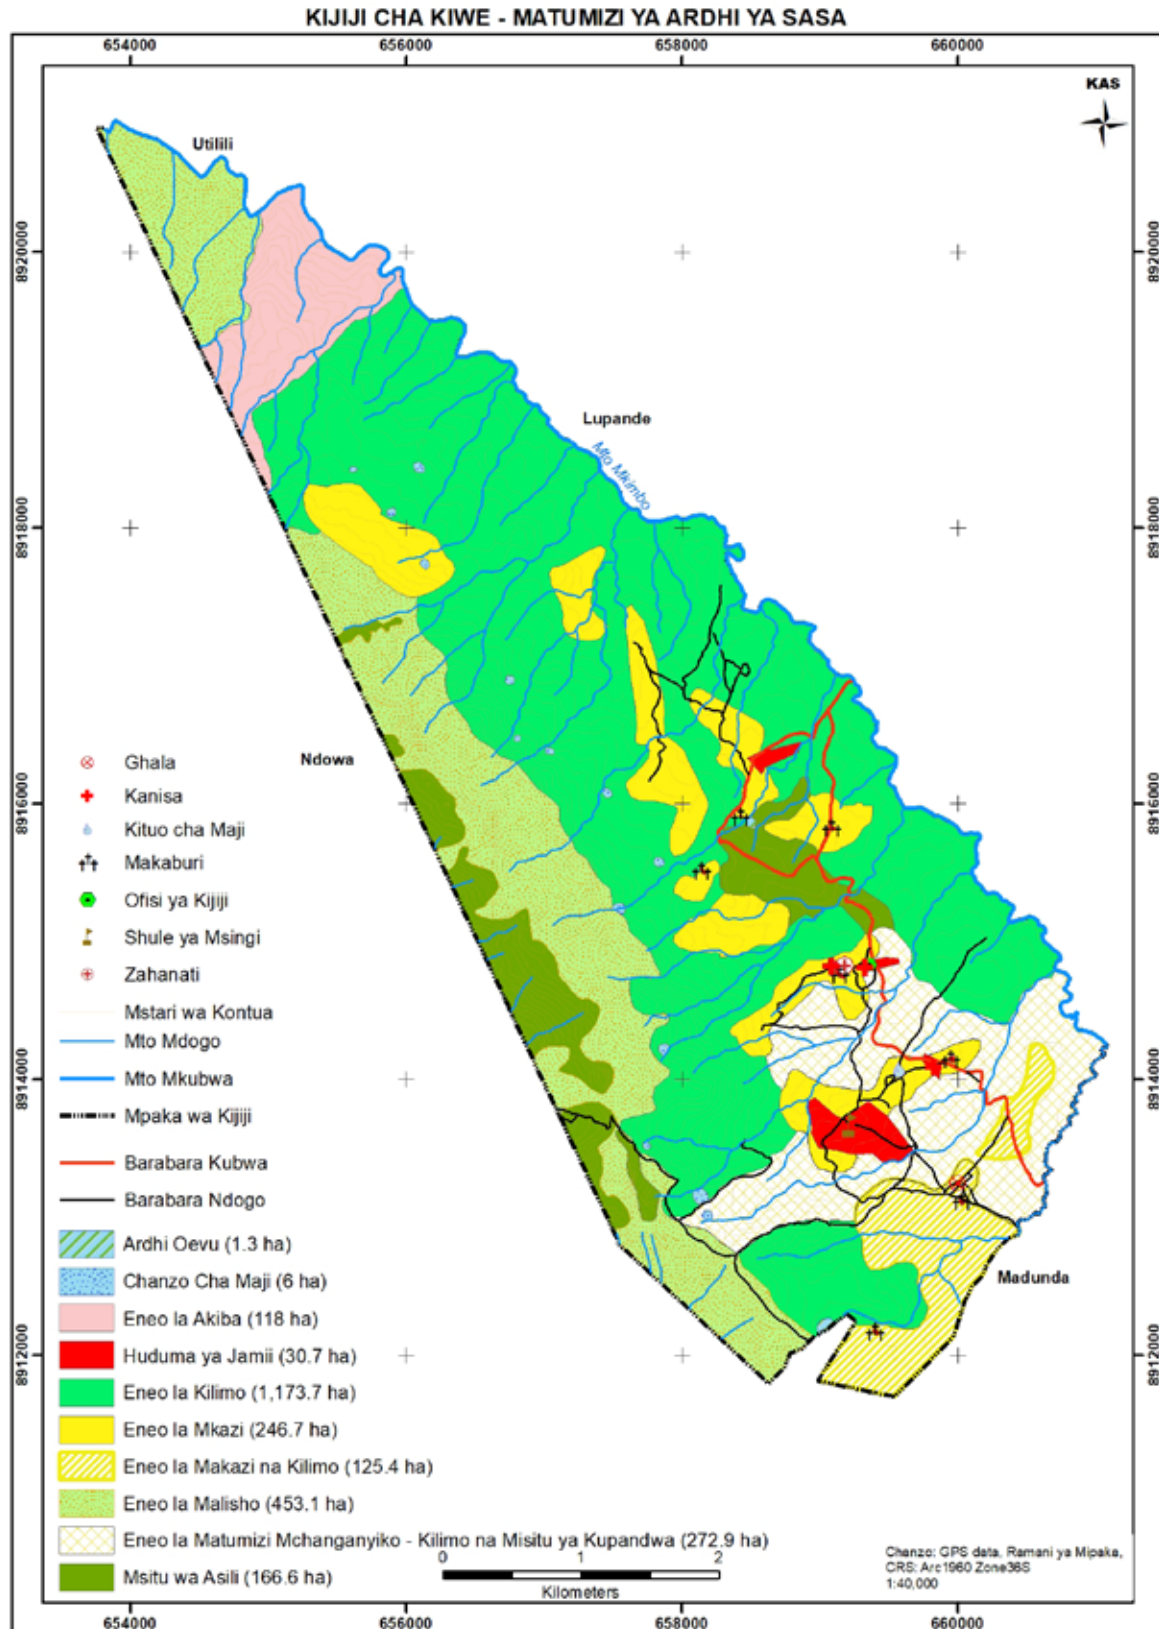 KIJIJI CHA KIWE - MATUMIZI YA ARDHI YA SASA
654000 656000 658000 660000
KAS
Utilili
8920000 8920000
Lupande
Mto Mkimbo
8918000 8918000
Ndowa
8916000 8916000
8914000 8914000
Madunda
8912000 8912000
Ghala
Kanisa
Kituo cha Maji
Makaburi
Ofisi ya Kijiji
Shule ya Msingi
Zahanati
Mstari wa Kontua
Mto Mdogo
Mto Mkubwa
Mpaka wa Kijiji
Barabara Kubwa
Barabara Ndogo
Ardhi Oevu (1.3 ha)
Chanzo Cha Maji (6 ha)
Eneo la Akiba (118 ha)
Huduma ya Jamii (30.7 ha)
Eneo la Kilimo (1,173.7 ha)
Eneo la Mkazi (246.7 ha)
Eneo la Makazi na Kilimo (125.4 ha)
Eneo la Malisho (453.1 ha)
Eneo la Matumizi Mchanganyiko - Kilimo na Misitu ya Kupandwa (272.9 ha)
Msitu wa Asili (166.6 ha)
0 1 2
Kilometers
Chanzo: GPS data, Ramani ya Mipaka,
CRS: Arc1960 Zone36S
1:40,000
654000 656000 658000 660000